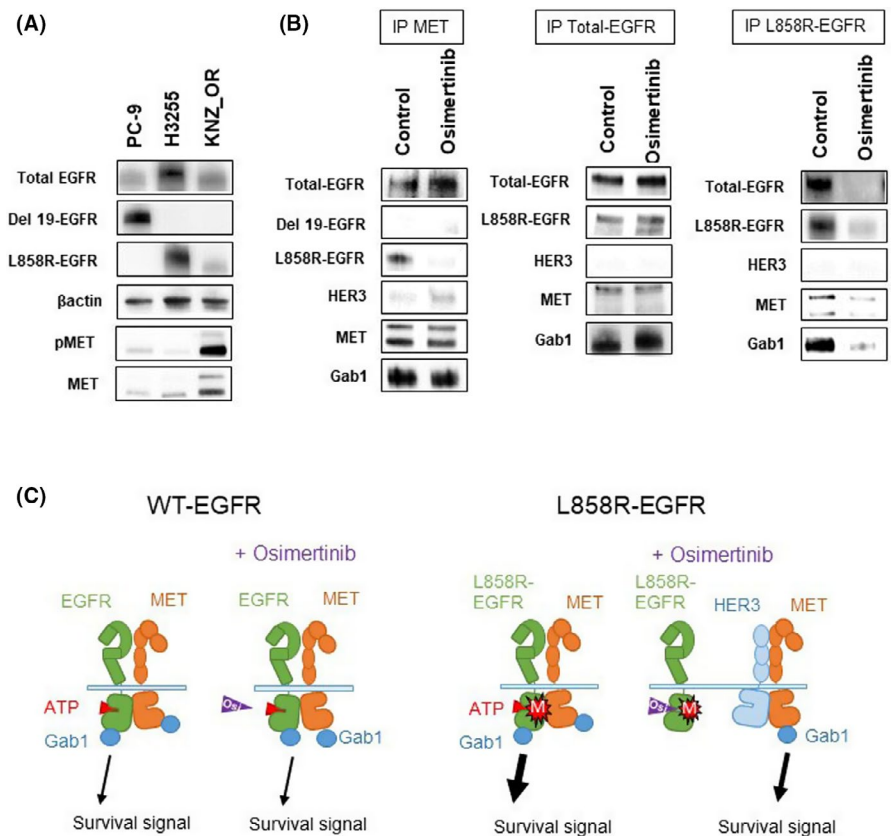 (A)
PC-9
H3255
KNZ_OR
Total EGFR
Del 19-EGFR
L858R-EGFR
βactin
pMET
MET
(B)
IP MET
Control
Osimertinib
Total-EGFR
Del 19-EGFR
L858R-EGFR
HER3
MET
Gab1
IP Total-EGFR
Control
Osimertinib
Total-EGFR
L858R-EGFR
HER3
MET
Gab1
IP L858R-EGFR
Control
Osimertinib
Total-EGFR
L858R-EGFR
HER3
MET
Gab1
(C)
WT-EGFR
EGFR
MET
ATP
Gab1
Survival signal
+ Osimertinib
EGFR
MET
Osi
Gab1
Survival signal
L858R-EGFR
L858R-
EGFR
MET
ATP
M
Gab1
Survival signal
+ Osimertinib
L858R-
EGFR
HER3
MET
Osi
M
Gab1
Survival signal